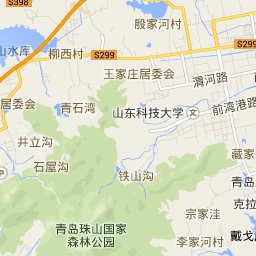 S398
殷家河村
山水库
柳西村
S299
S299
王家庄居委会
渭河路
居委会
青石湾
山东科技大学
文
前湾港路
井立沟
石屋沟
藏家
铁山沟
青岛
青岛珠山国家
森林公园
宗家洼
克拉
李家河村
戴戈庄